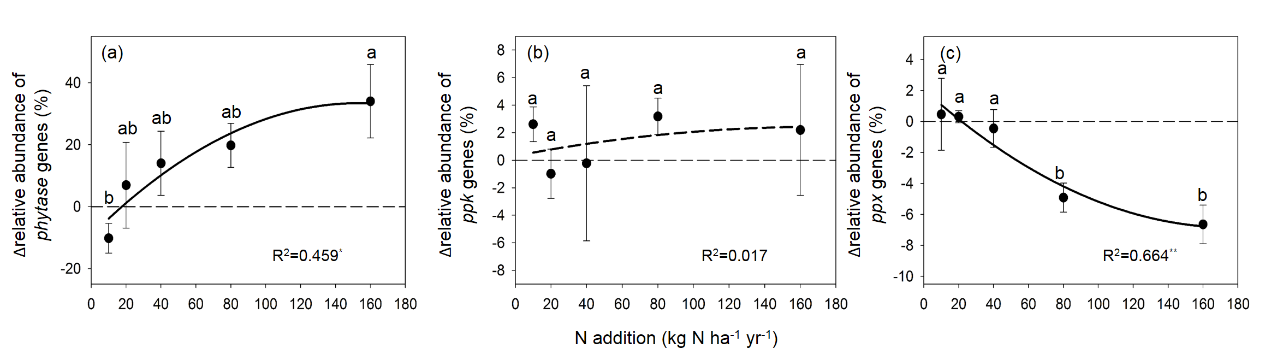 (a)
Δrelative abundance of
phytase genes (%)
40
20
0
-20
b
ab
ab
ab
a
R²=0.459*
0 20 40 60 80 100 120 140 160 180
(b)
Δrelative abundance of
ppk genes (%)
8
6
4
2
0
-2
-4
-6
-8
a
a
a
a
a
R²=0.017
0 20 40 60 80 100 120 140 160 180
(c)
Δrelative abundance of
ppx genes (%)
4
2
0
-2
-4
-6
-8
-10
a
a
a
b
b
R²=0.664**
0 20 40 60 80 100 120 140 160 180
N addition (kg N ha⁻¹ yr⁻¹)